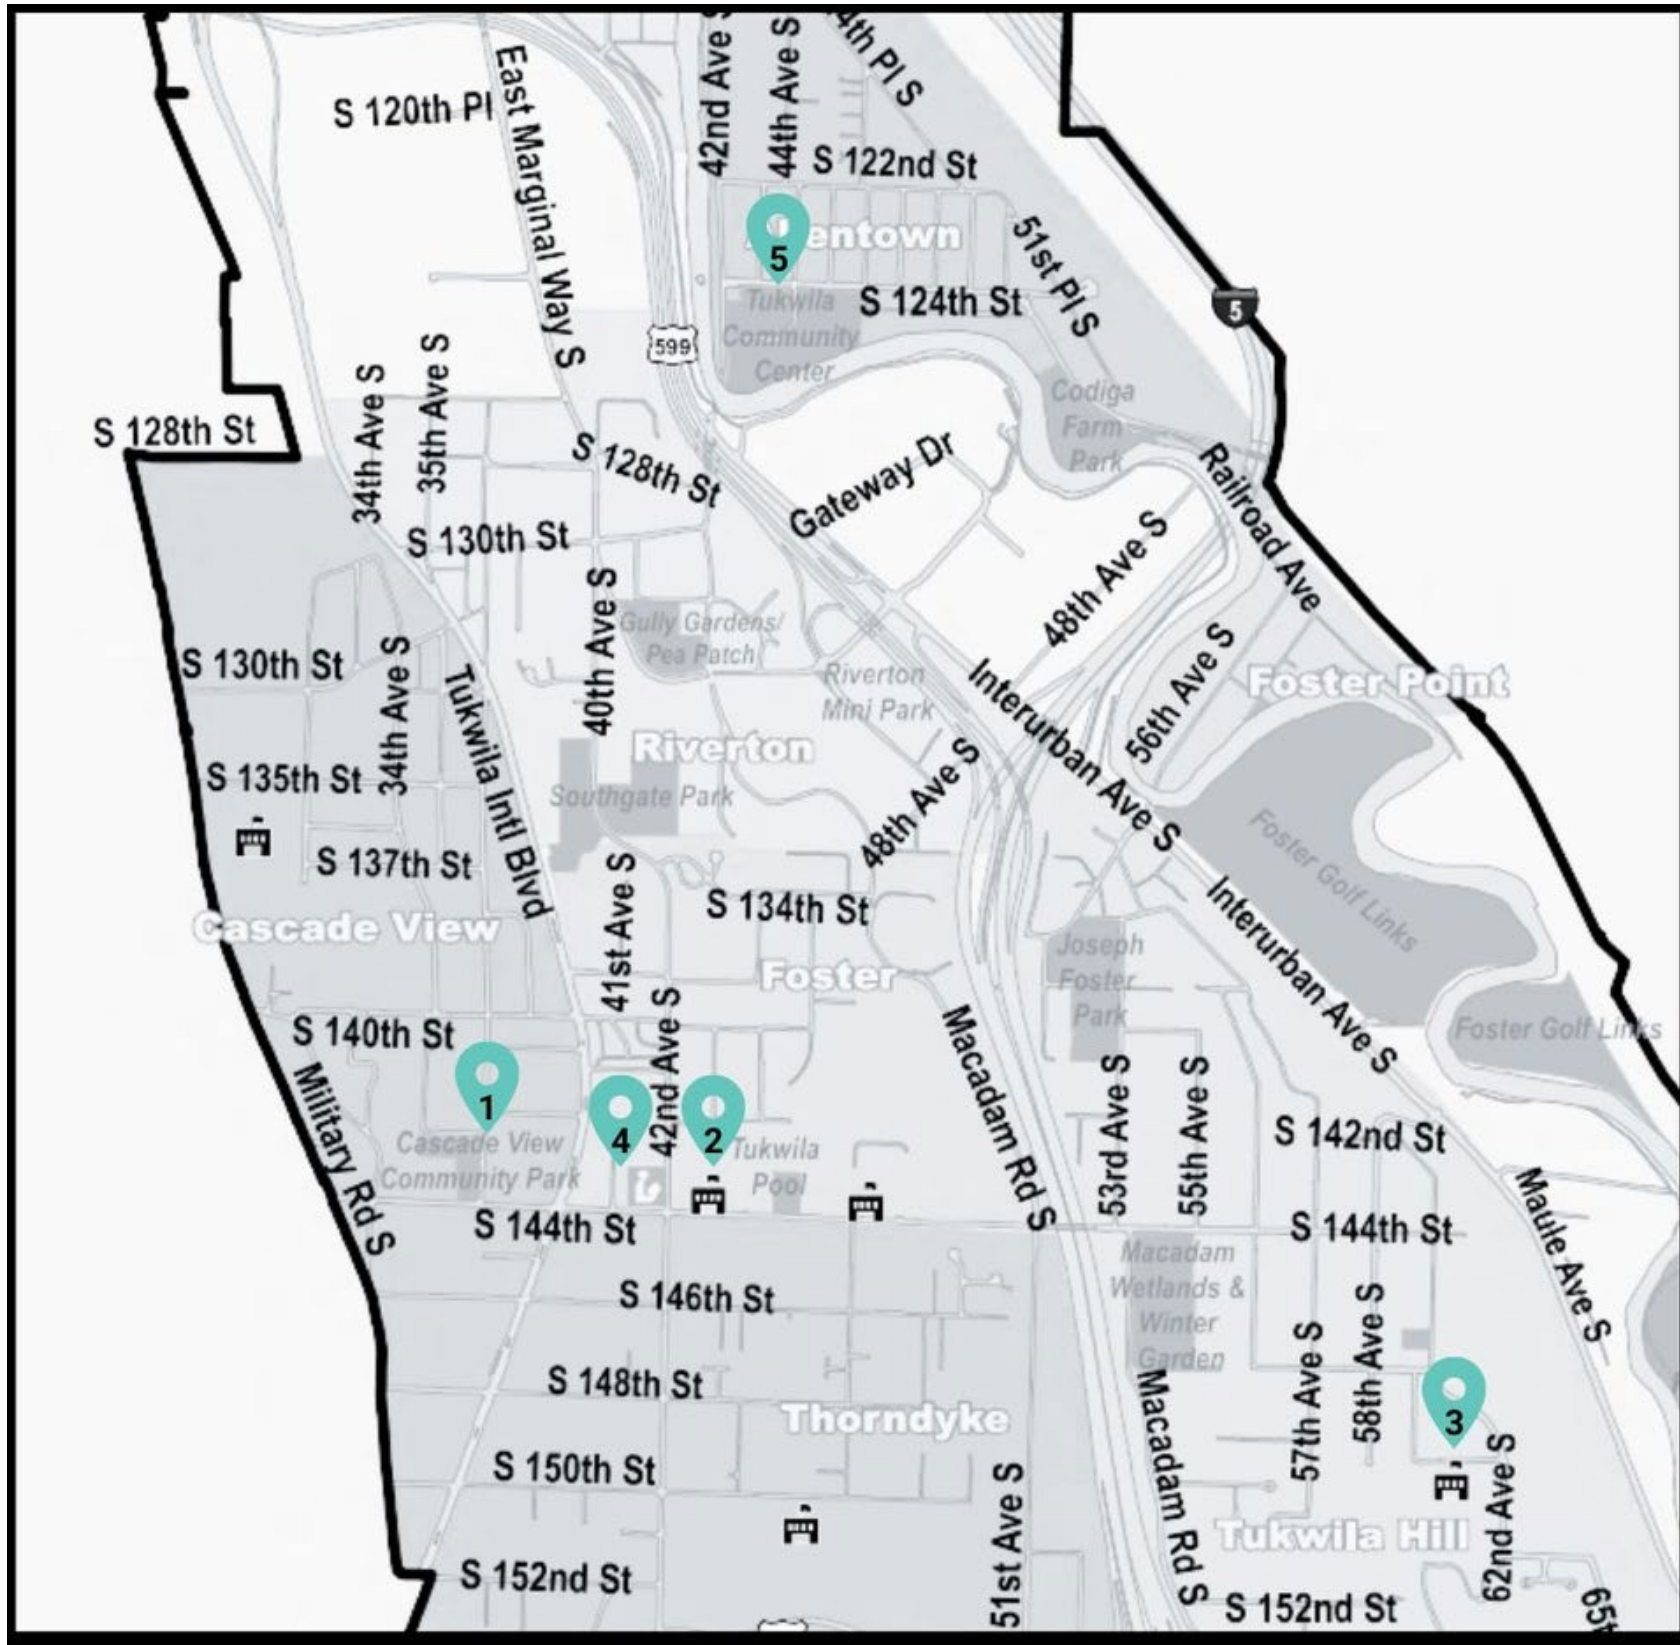 42nd Ave S
44th Ave S
4th Pl S
East Marginal Way S
S 120th Pl
S 122nd St
5
entown
51st Pl S
Tukwila
Community
Center
S 124th St
5
599
34th Ave S
35th Ave S
Codiga
Farm
Park
S 128th St
S 128th St
Gateway Dr
Railroad Ave
S 130th St
48th Ave S
40th Ave S
Gully Gardens/
Pea Patch
S 130th St
34th Ave S
Tukwila Intl Blvd
Riverton
Mini Park
Interurban Ave S
56th Ave S
Foster Point
Riverton
S 135th St
Southgate Park
48th Ave S
S 137th St
Foster Golf Links
41st Ave S
S 134th St
Interurban Ave S
Cascade View
Foster
Joseph
Foster
Park
S 140th St
42nd Ave S
Macadam Rd S
Foster Golf Links
Military Rd S
1
4
2
53rd Ave S
55th Ave S
S 142nd St
Cascade View
Community Park
Tukwila
Pool
Maule Ave S
S 144th St
S 144th St
Macadam
Wetlands &
Winter
Garden
S 146th St
57th Ave S
58th Ave S
S 148th St
Thorndyke
Macadam Rd S
3
S 150th St
51st Ave S
62nd Ave S
Tukwila Hill
S 152nd St
S 152nd St
65t